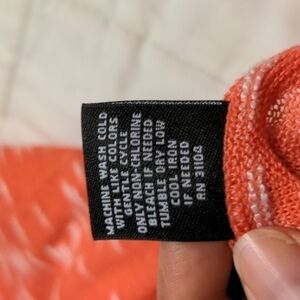 MACHINE WASH COLD
WITH LIKE COLORS
GENTLE CYCLE
ONLY NON-CHLORINE
BLEACH IF NEEDED
TUMBLE DRY LOW
COOL IRON
IF NEEDED
RN 31104